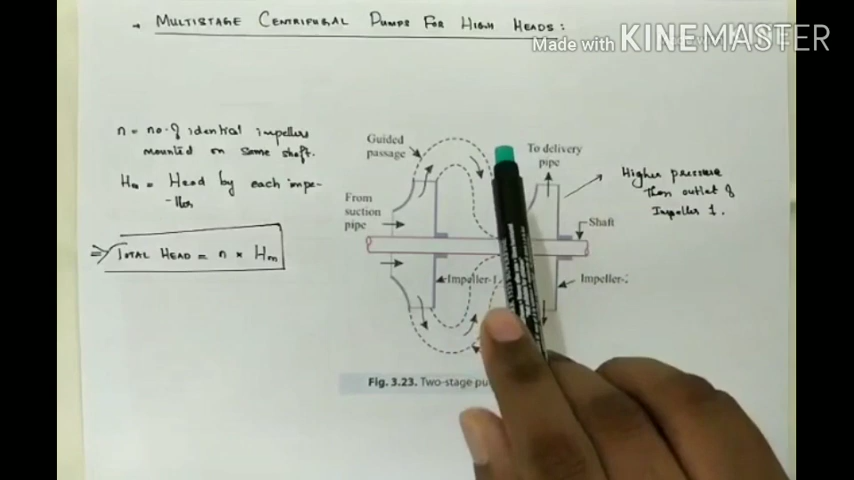 → MULTISTAGE CENTRIFUGAL PUMPS FOR HIGH HEADS:
Made with KINEMASTER
n = no. of identical impellers
mounted on same shaft.
Hm = Head by each impe-
-ller
⇒ TOTAL HEAD = n × Hm
Guided
passage
To delivery
pipe
From
suction
pipe
Shaft
Impeller-1
Impeller-
Higher pressure
than outlet of
Impeller 1.
Fig. 3.23. Two-stage pu